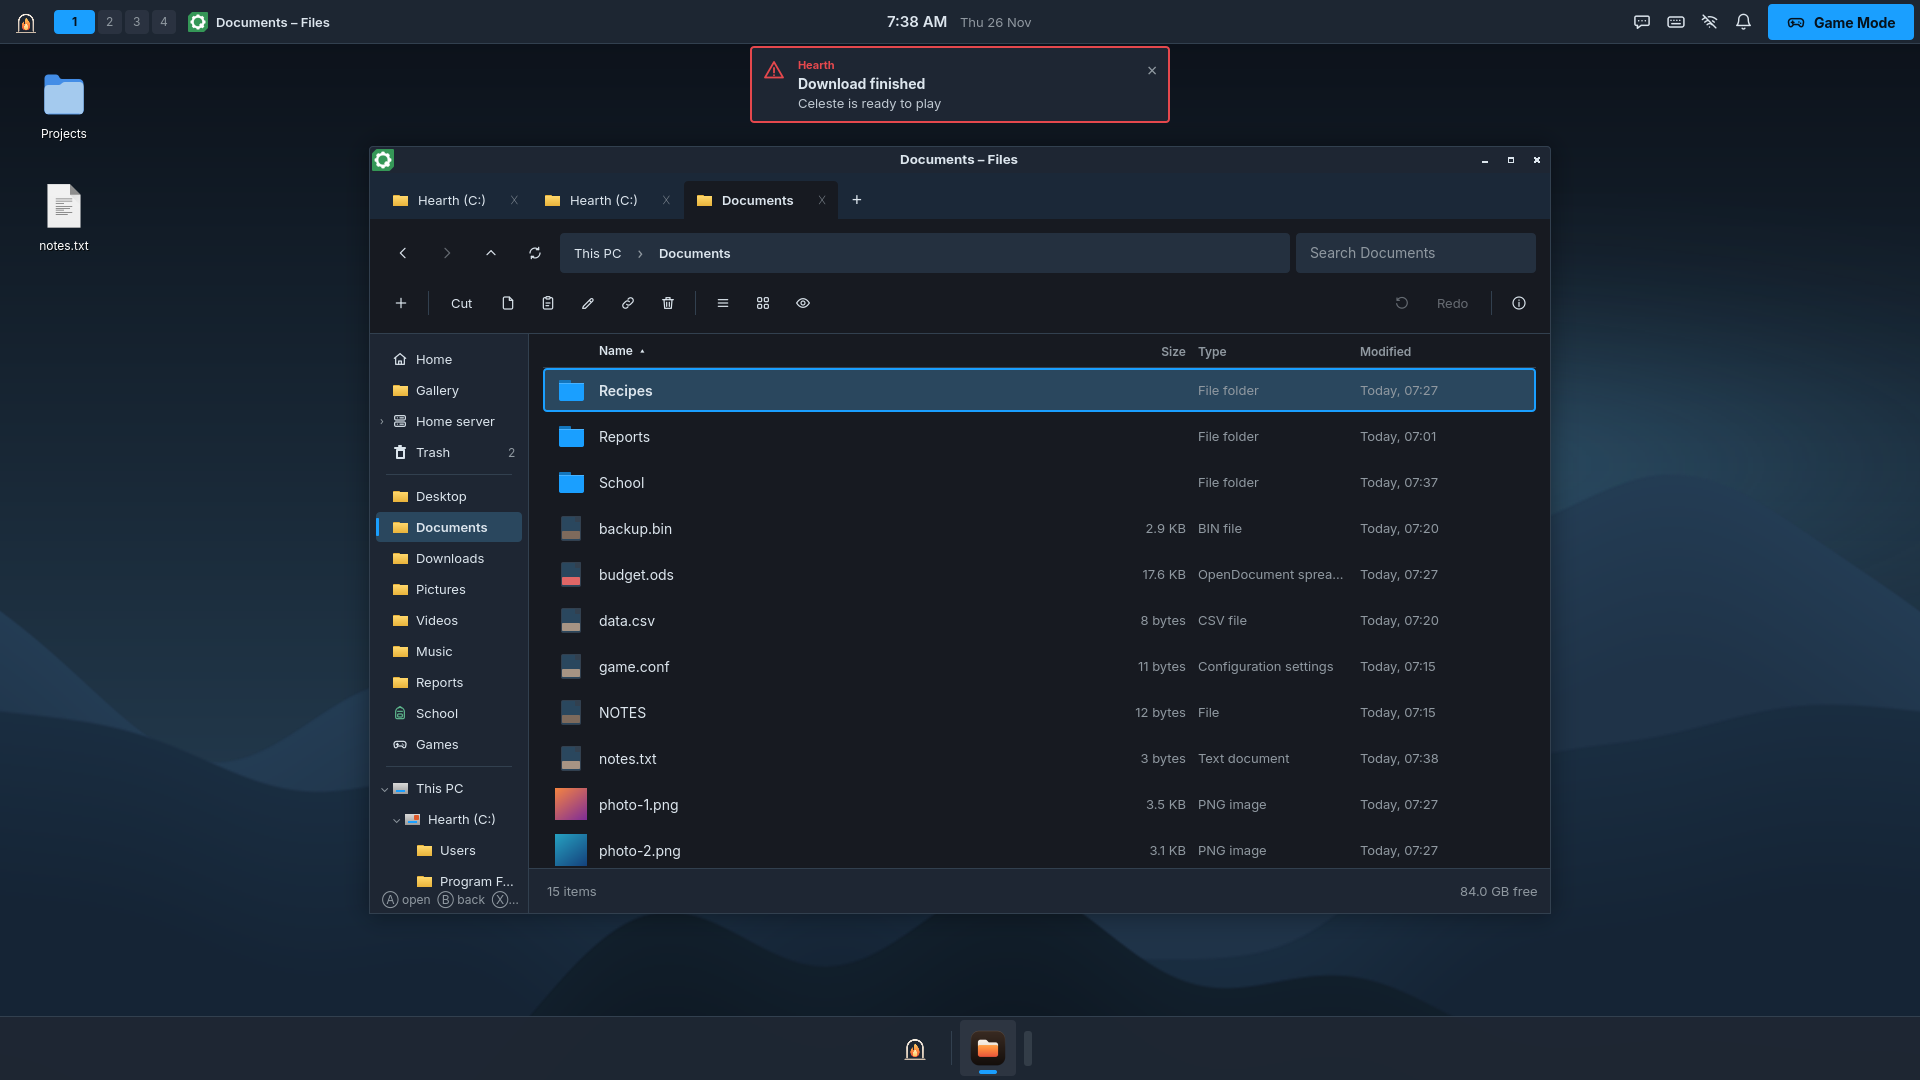 1 2 3 4 Documents – Files 7:38 AM Thu 26 Nov Game Mode
Hearth
Download finished
Celeste is ready to play
Projects
notes.txt
Documents – Files
Hearth (C:) X Hearth (C:) X Documents X +
This PC › Documents
Search Documents
Cut
Redo
Home
Gallery
Home server
Trash 2
Desktop
Documents
Downloads
Pictures
Videos
Music
Reports
School
Games
This PC
Hearth (C:)
Users
Program F...
A open B back X...
Name Size Type Modified
Recipes File folder Today, 07:27
Reports File folder Today, 07:01
School File folder Today, 07:37
backup.bin 2.9 KB BIN file Today, 07:20
budget.ods 17.6 KB OpenDocument sprea... Today, 07:27
data.csv 8 bytes CSV file Today, 07:20
game.conf 11 bytes Configuration settings Today, 07:15
NOTES 12 bytes File Today, 07:15
notes.txt 3 bytes Text document Today, 07:38
photo-1.png 3.5 KB PNG image Today, 07:27
photo-2.png 3.1 KB PNG image Today, 07:27
15 items 84.0 GB free